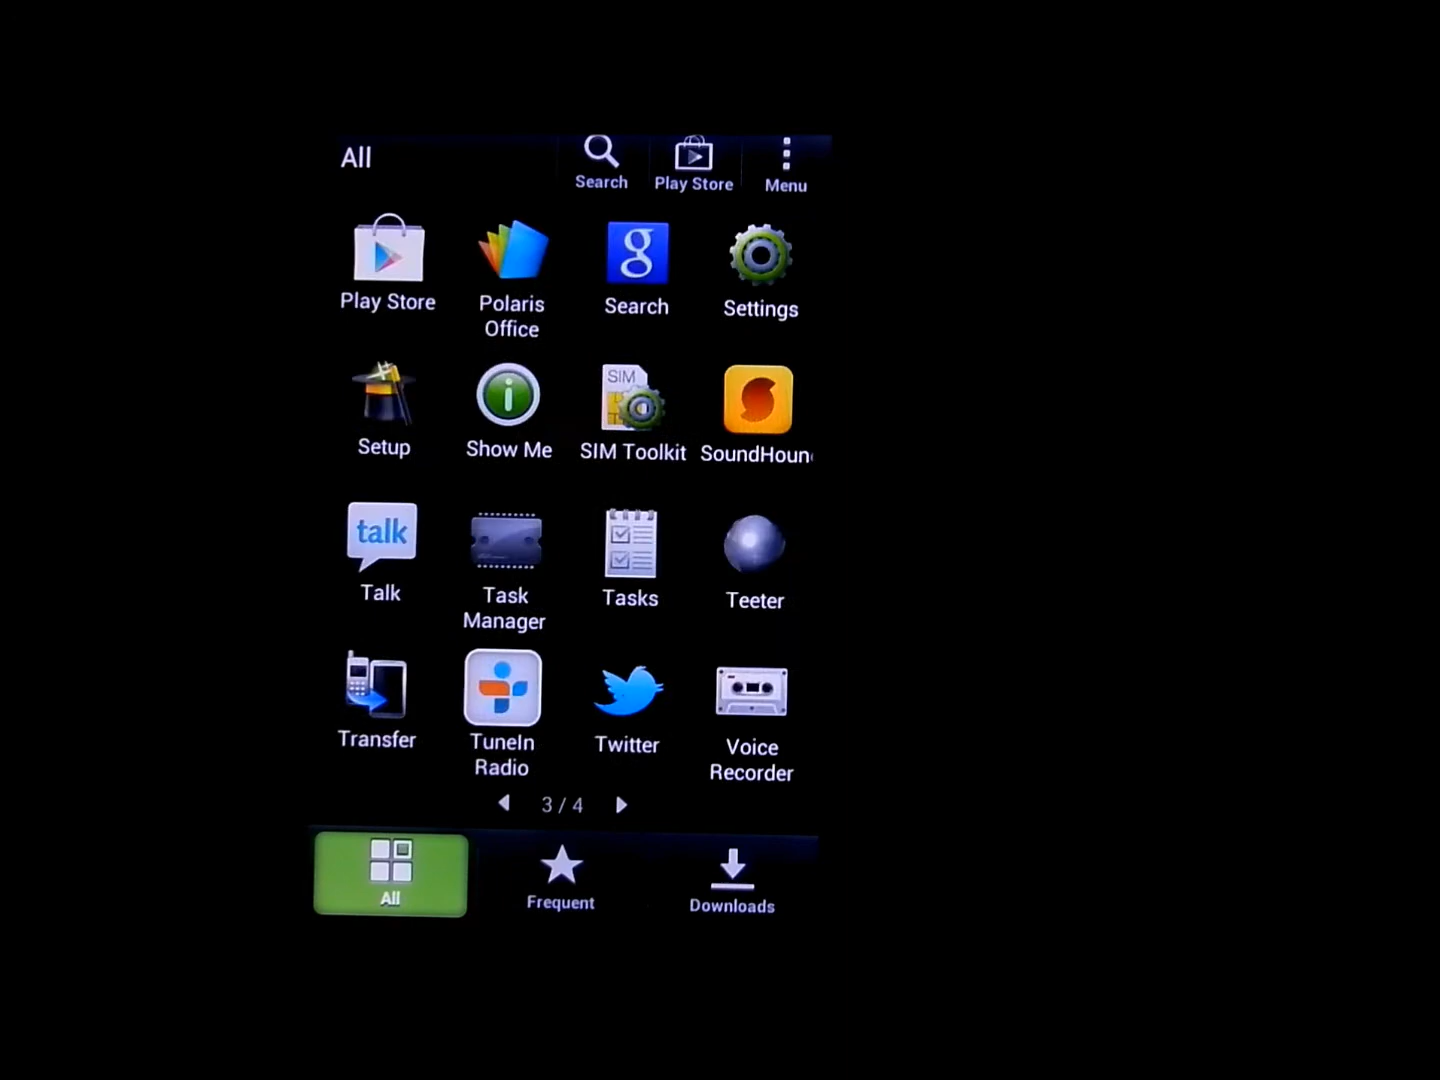 All
Search
Play Store
Menu
Play Store
Polaris
Office
g
Search
Settings
Setup
i
Show Me
SIM
SIM Toolkit
SoundHoun
talk
Talk
Task
Manager
Tasks
Teeter
Transfer
TuneIn
Radio
Twitter
Voice
Recorder
3 / 4
All
Frequent
Downloads